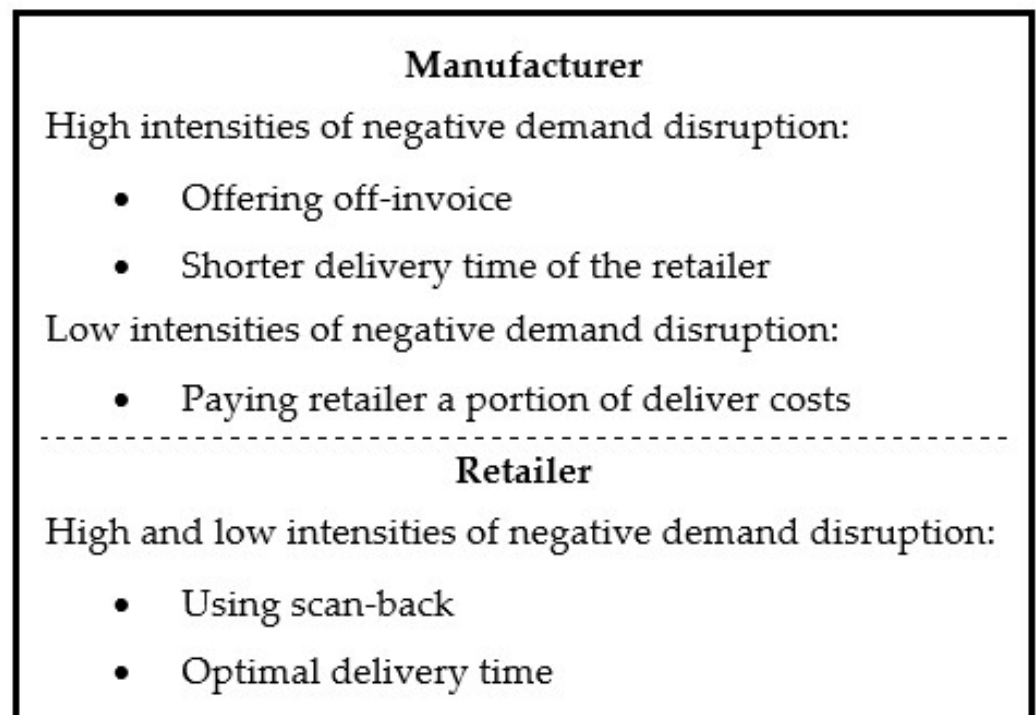 Manufacturer
High intensities of negative demand disruption:
• Offering off-invoice
• Shorter delivery time of the retailer
Low intensities of negative demand disruption:
• Paying retailer a portion of deliver costs
Retailer
High and low intensities of negative demand disruption:
• Using scan-back
• Optimal delivery time